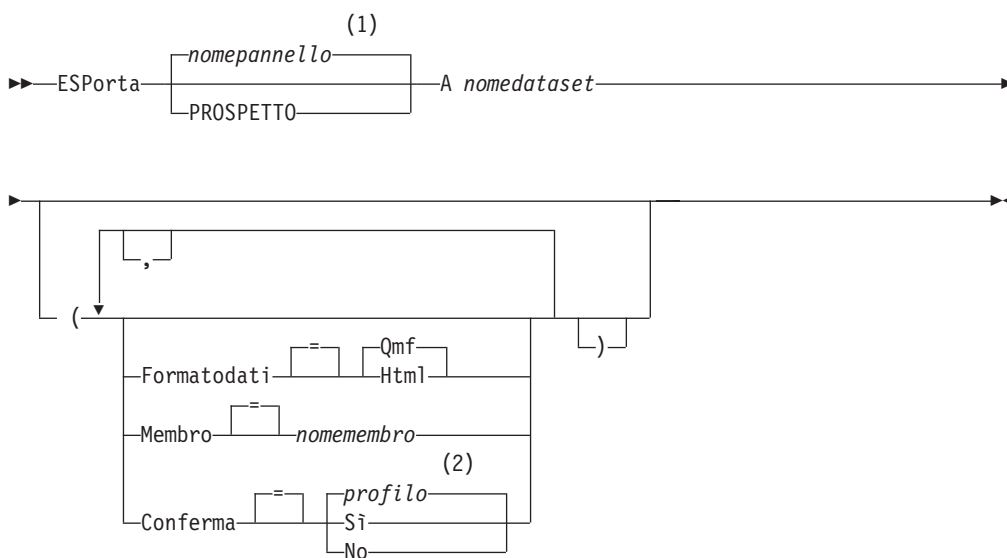 (1)
nomepannello
ESPorta A nomedataset
PROSPETTO
,
(
)
Formatodati = Qmf
Html
Membro = nomemembro
(2)
Conferma = profilo
Sì
No